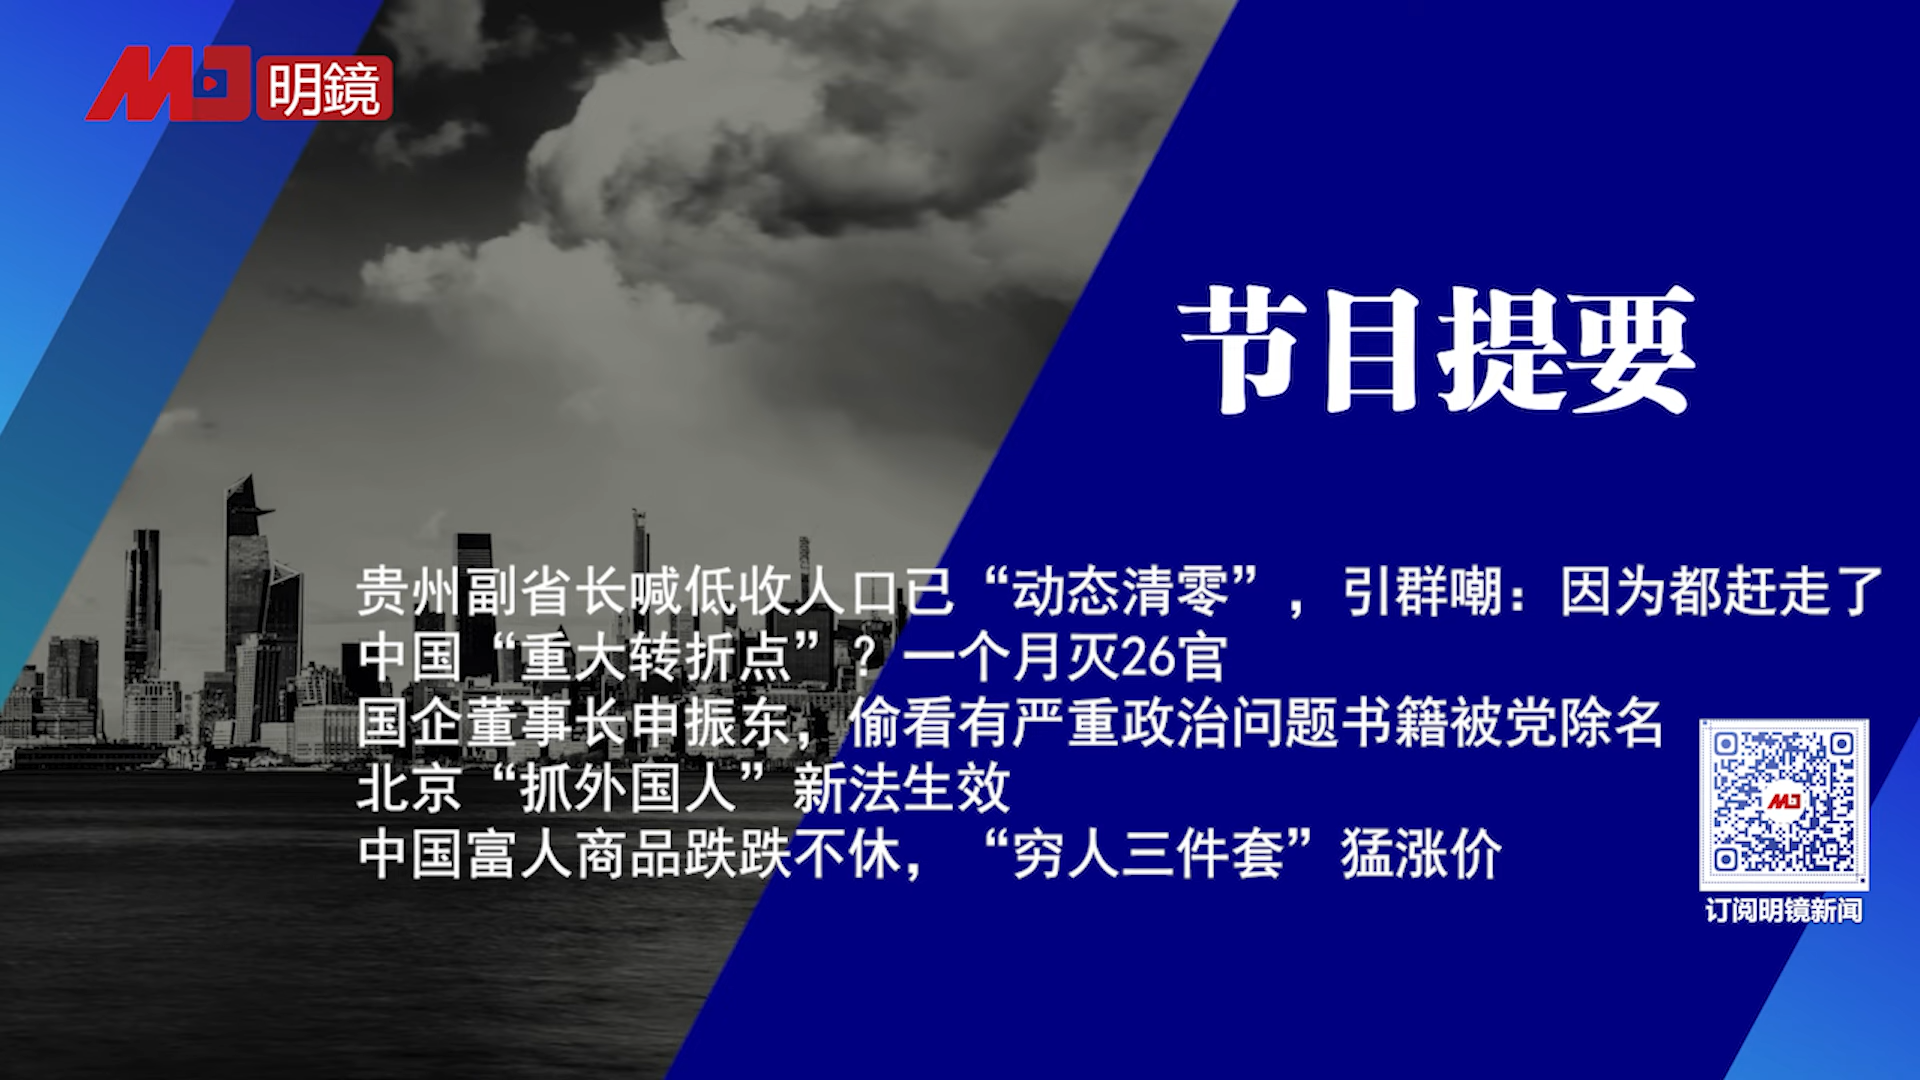 明鏡
节目提要
贵州副省长喊低收人口已“动态清零”，引群嘲：因为都赶走了
中国“重大转折点”？一个月灭26官
国企董事长申振东，偷看有严重政治问题书籍被党除名
北京“抓外国人”新法生效
中国富人商品跌跌不休，“穷人三件套”猛涨价
订阅明镜新闻